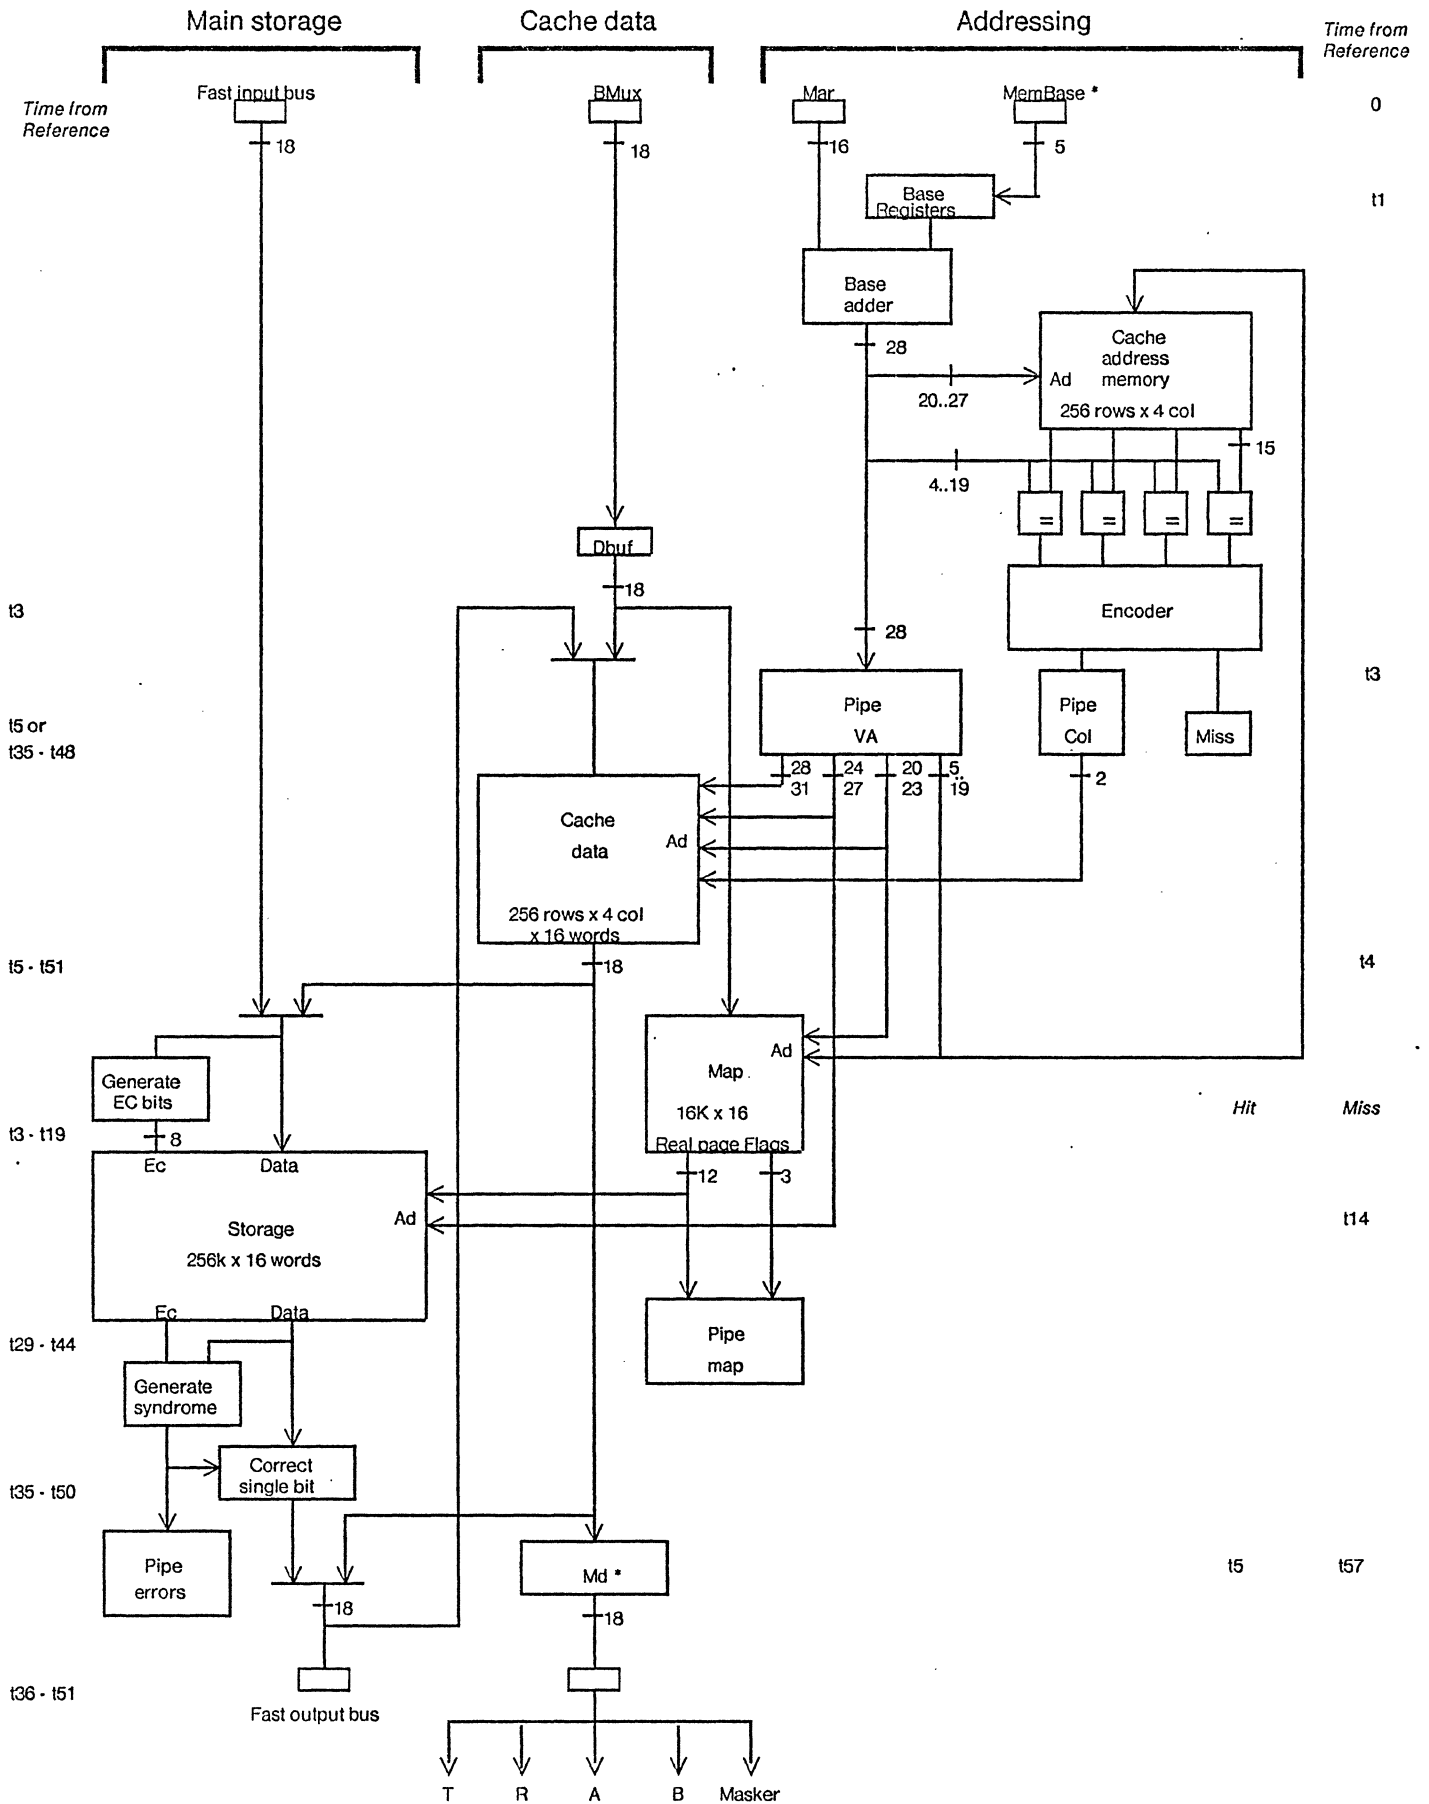 Main storage
Cache data
Addressing
Time from
Reference
Time from
Reference
Fast input bus
BMux
Mar
MemBase *
0
18
18
16
5
Base
Registers
t1
Base
adder
28
Cache
address
memory
Ad
256 rows x 4 col
20..27
15
4..19
=
=
=
=
Dbuf
18
t3
Encoder
28
t3
Pipe
VA
Pipe
Col
Miss
t5 or
t35 - t48
28
31
24
27
20
23
5..
19
2
Cache
data
Ad
256 rows x 4 col
x 16 words
t5 - t51
18
t4
Ad
Map
16K x 16
Real page Flags
Generate
EC bits
Hit
Miss
t3 - t19
8
Ec
Data
12
3
Ad
Storage
256k x 16 words
t14
Ec
Data
t29 - t44
Pipe
map
Generate
syndrome
Correct
single bit
t35 - t50
Pipe
errors
Md *
t5
t57
18
18
t36 - t51
Fast output bus
T
R
A
B
Masker